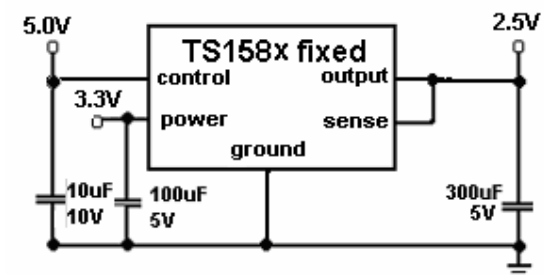 5.0V
2.5V
TS158x fixed
control
output
3.3V
power
sense
ground
10uF
10V
100uF
5V
300uF
5V